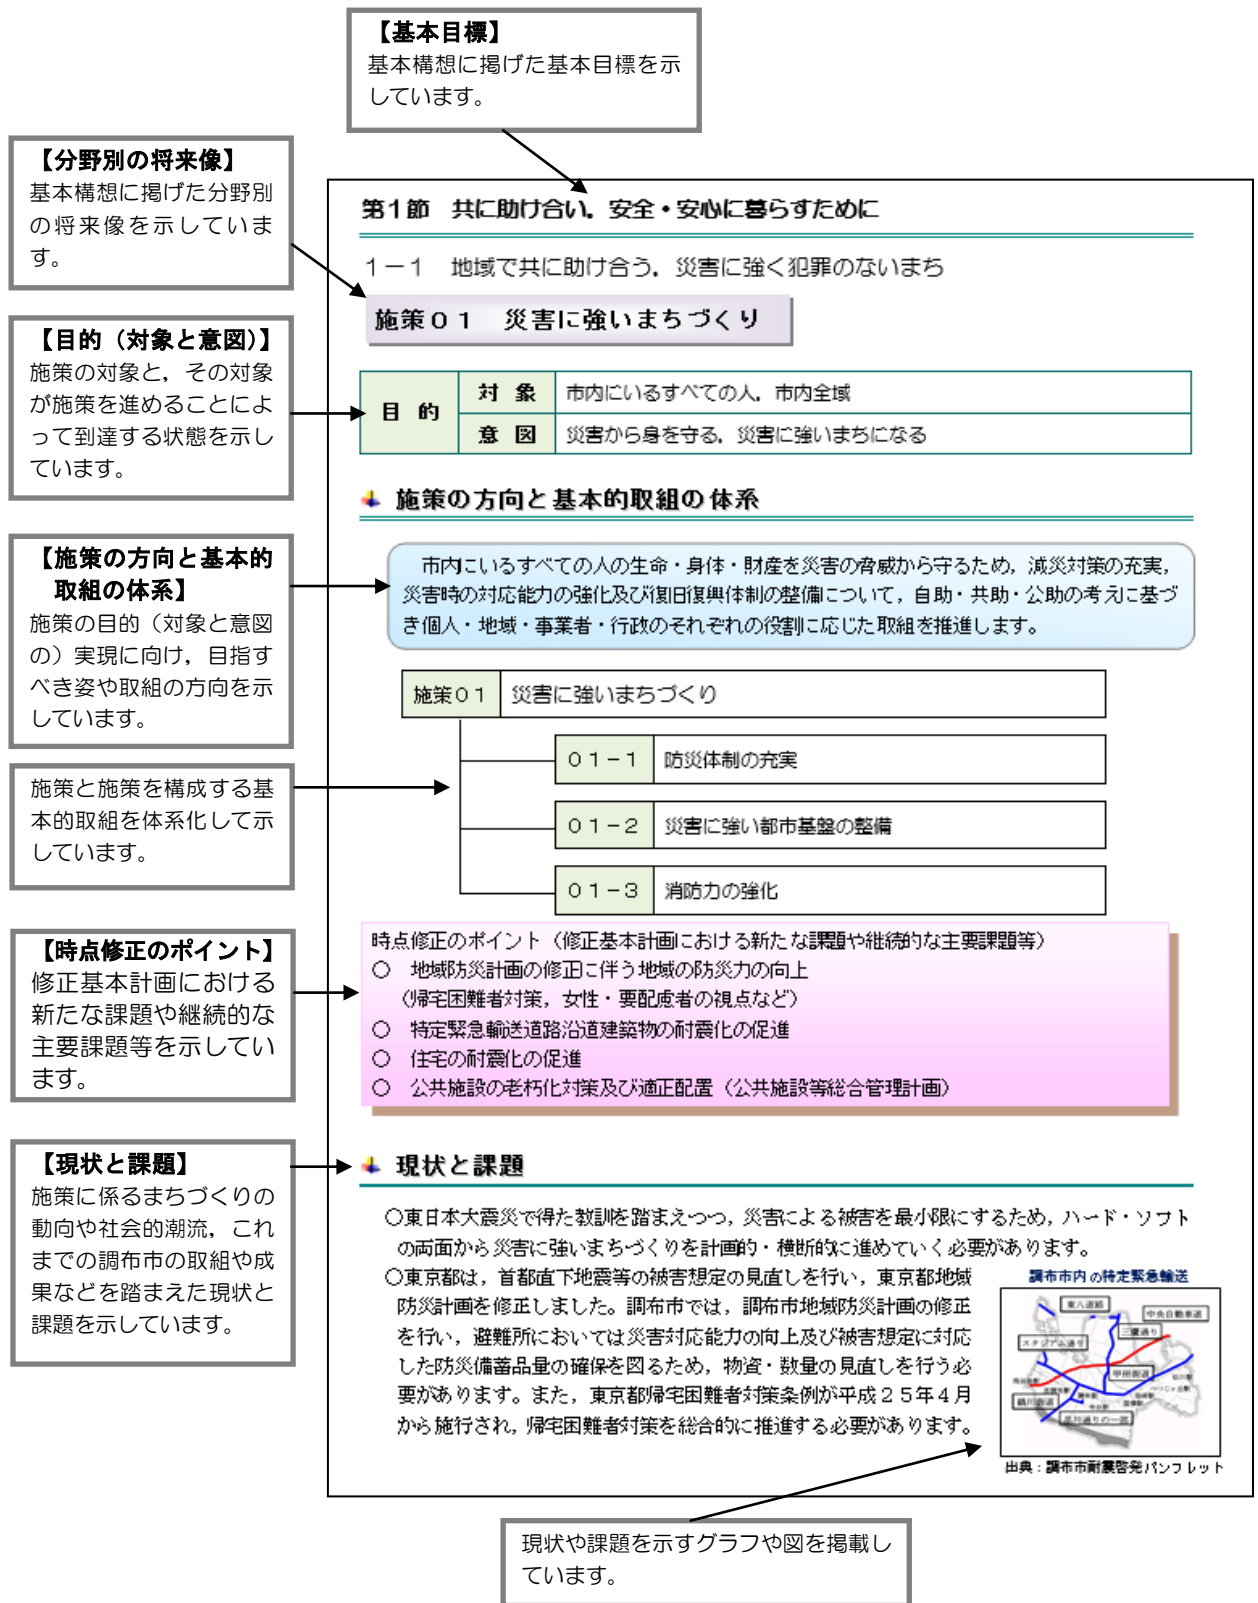 【基本目標】
基本構想に掲げた基本目標を示
しています。
【分野別の将来像】
基本構想に掲げた分野別
の将来像を示していま
す。
第1節　共に助け合い，安全・安心に暮らすために
1－1　地域で共に助け合う，災害に強く犯罪のないまち
施策01　災害に強いまちづくり
【目的（対象と意図）】
施策の対象と，その対象
が施策を進めることによ
って到達する状態を示し
ています。
目 的
対 象　市内にいるすべての人，市内全域
意 図　災害から身を守る，災害に強いまちになる
施策の方向と基本的取組の体系
【施策の方向と基本的
取組の体系】
施策の目的（対象と意図
の）実現に向け，目指す
べき姿や取組の方向を示
しています。
市内にいるすべての人の生命・身体・財産を災害の脅威から守るため，減災対策の充実，
災害時の対応能力の強化及び復旧復興体制の整備について，自助・共助・公助の考えに基づ
き個人・地域・事業者・行政のそれぞれの役割に応じた取組を推進します。
施策01　災害に強いまちづくり
01－1　防災体制の充実
01－2　災害に強い都市基盤の整備
01－3　消防力の強化
施策と施策を構成する基
本的取組を体系化して示
しています。
【時点修正のポイント】
修正基本計画における
新たな課題や継続的な
主要課題等を示してい
ます。
時点修正のポイント（修正基本計画における新たな課題や継続的な主要課題等）
○　地域防災計画の修正に伴う地域の防災力の向上
（帰宅困難者対策，女性・要配慮者の視点など）
○　特定緊急輸送道路沿道建築物の耐震化の促進
○　住宅の耐震化の促進
○　公共施設の老朽化対策及び適正配置（公共施設等総合管理計画）
【現状と課題】
施策に係るまちづくりの
動向や社会的潮流，これ
までの調布市の取組や成
果などを踏まえた現状と
課題を示しています。
現状と課題
○東日本大震災で得た教訓を踏まえつつ，災害による被害を最小限にするため，ハード・ソフト
の両面から災害に強いまちづくりを計画的・横断的に進めていく必要があります。
○東京都は，首都直下地震等の被害想定の見直しを行い，東京都地域
防災計画を修正しました。調布市では，調布市地域防災計画の修正
を行い，避難所においては災害対応能力の向上及び被害想定に対応
した防災備蓄品量の確保を図るため，物資・数量の見直しを行う必
要があります。また，東京都帰宅困難者対策条例が平成25年4月
から施行され，帰宅困難者対策を総合的に推進する必要があります。
調布市内の特定緊急輸送
東八道路
中央自動車道
三鷹通り
スタジアム通り
甲州街道
鶴川街道
品川通りの一部
出典：調布市耐震啓発パンフレット
現状や課題を示すグラフや図を掲載し
ています。